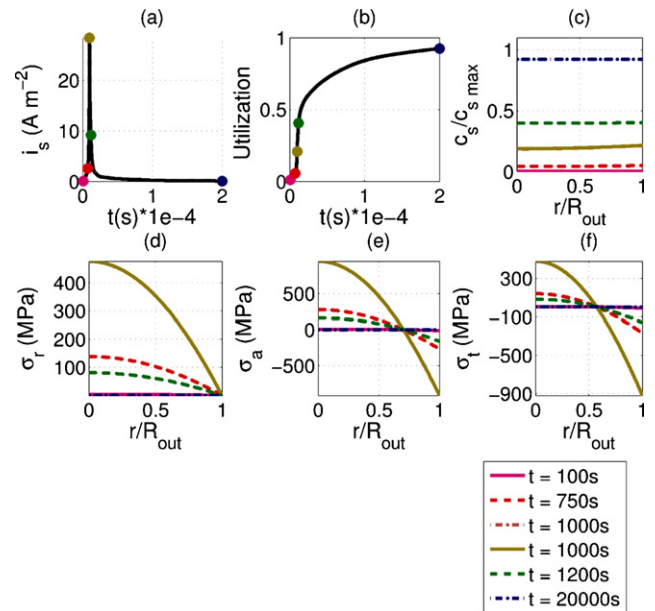 (a)
(b)
(c)
i_s (A m⁻²)
20
10
0
0
1
2
t(s)*1e-4
Utilization
1
0.5
0
0
1
2
t(s)*1e-4
c_s/c_s max
1
0.5
0
0
0.5
1
r/R_out
(d)
(e)
(f)
σ_r (MPa)
400
300
200
100
0
0.5
1
r/R_out
σ_a (MPa)
500
0
−500
0
0.5
1
r/R_out
σ_t (MPa)
300
−100
−500
−900
0
0.5
1
r/R_out
t = 100s
t = 750s
t = 1000s
t = 1000s
t = 1200s
t = 20000s